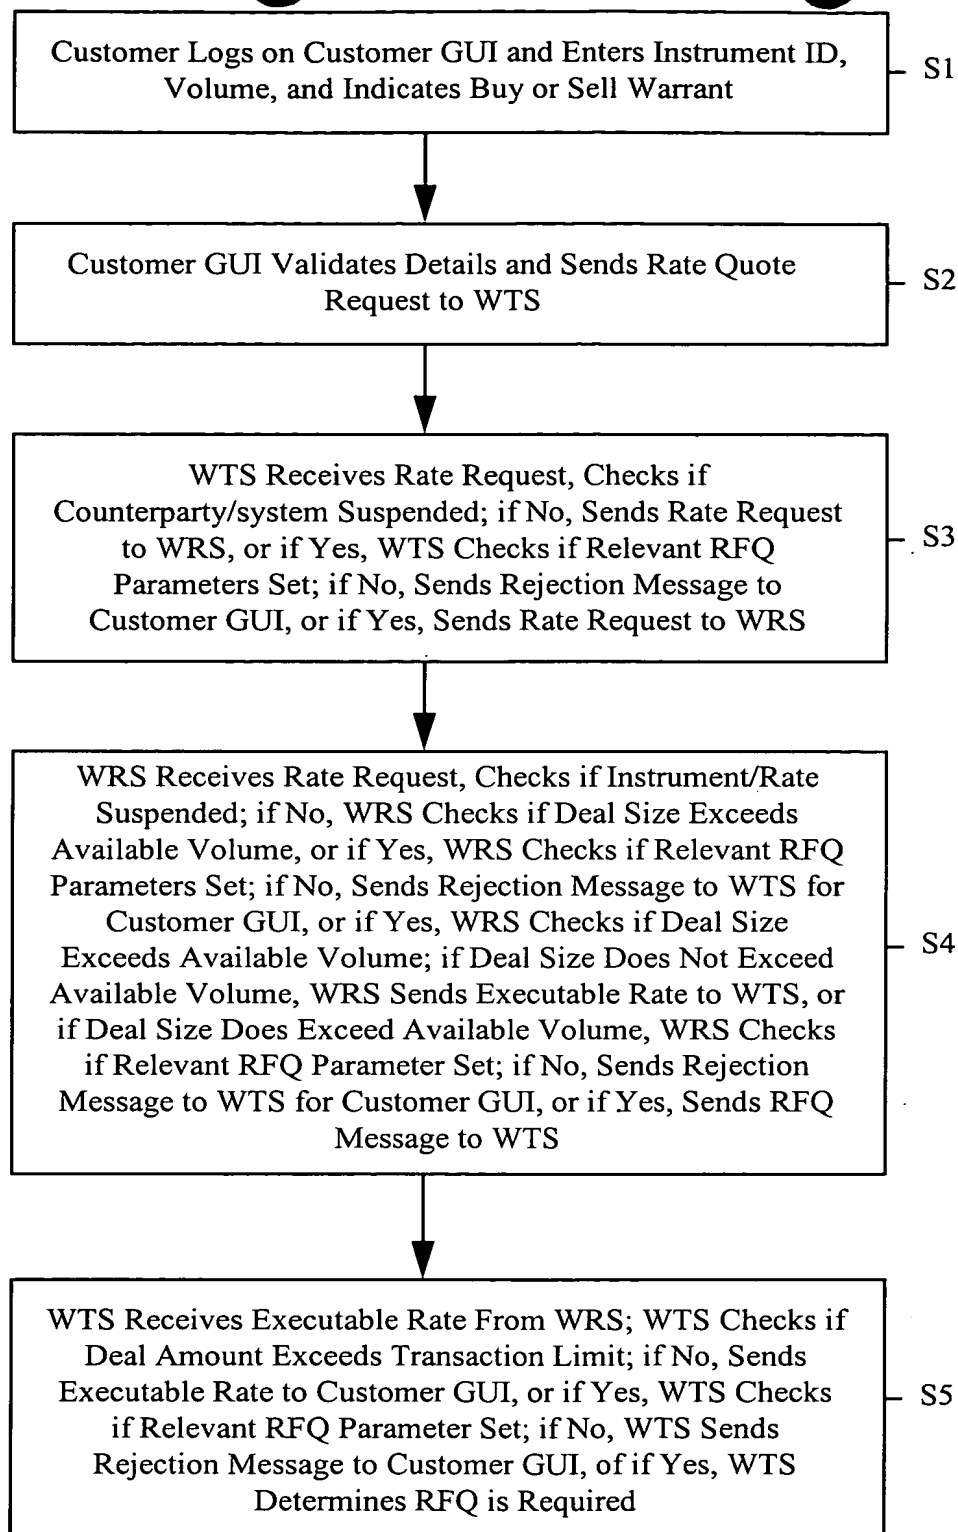 Customer Logs on Customer GUI and Enters Instrument ID,
Volume, and Indicates Buy or Sell Warrant
S1
Customer GUI Validates Details and Sends Rate Quote
Request to WTS
S2
WTS Receives Rate Request, Checks if
Counterparty/system Suspended; if No, Sends Rate Request
to WRS, or if Yes, WTS Checks if Relevant RFQ
Parameters Set; if No, Sends Rejection Message to
Customer GUI, or if Yes, Sends Rate Request to WRS
S3
WRS Receives Rate Request, Checks if Instrument/Rate
Suspended; if No, WRS Checks if Deal Size Exceeds
Available Volume, or if Yes, WRS Checks if Relevant RFQ
Parameters Set; if No, Sends Rejection Message to WTS for
Customer GUI, or if Yes, WRS Checks if Deal Size
Exceeds Available Volume; if Deal Size Does Not Exceed
Available Volume, WRS Sends Executable Rate to WTS, or
if Deal Size Does Exceed Available Volume, WRS Checks
if Relevant RFQ Parameter Set; if No, Sends Rejection
Message to WTS for Customer GUI, or if Yes, Sends RFQ
Message to WTS
S4
WTS Receives Executable Rate From WRS; WTS Checks if
Deal Amount Exceeds Transaction Limit; if No, Sends
Executable Rate to Customer GUI, or if Yes, WTS Checks
if Relevant RFQ Parameter Set; if No, WTS Sends
Rejection Message to Customer GUI, of if Yes, WTS
Determines RFQ is Required
S5